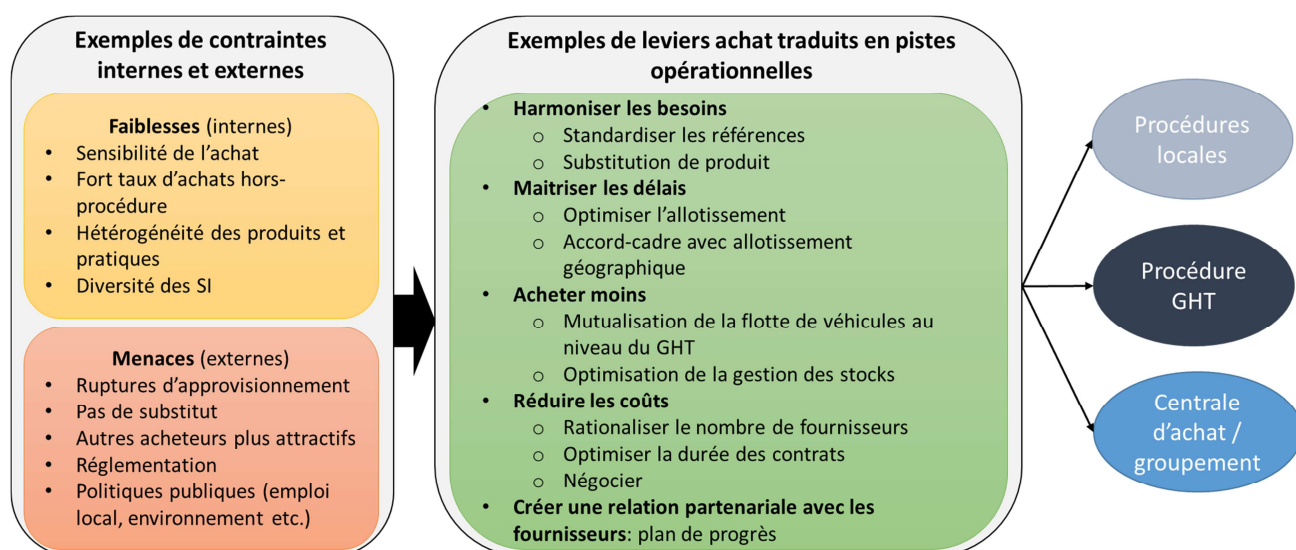 Exemples de contraintes
internes et externes
Faiblesses (internes)
• Sensibilité de l'achat
• Fort taux d'achats hors-
procédure
• Hétérogénéité des produits et
pratiques
• Diversité des SI
Menaces (externes)
• Ruptures d'approvisionnement
• Pas de substitut
• Autres acheteurs plus attractifs
• Réglementation
• Politiques publiques (emploi
local, environnement etc.)
Exemples de leviers achat traduits en pistes
opérationnelles
• Harmoniser les besoins
o Standardiser les références
o Substitution de produit
• Maitriser les délais
o Optimiser l'allotissement
o Accord-cadre avec allotissement
géographique
• Acheter moins
o Mutualisation de la flotte de véhicules au
niveau du GHT
o Optimisation de la gestion des stocks
• Réduire les coûts
o Rationaliser le nombre de fournisseurs
o Optimiser la durée des contrats
o Négocier
• Créer une relation partenariale avec les
fournisseurs: plan de progrès
Procédures
locales
Procédure
GHT
Centrale
d'achat /
groupement